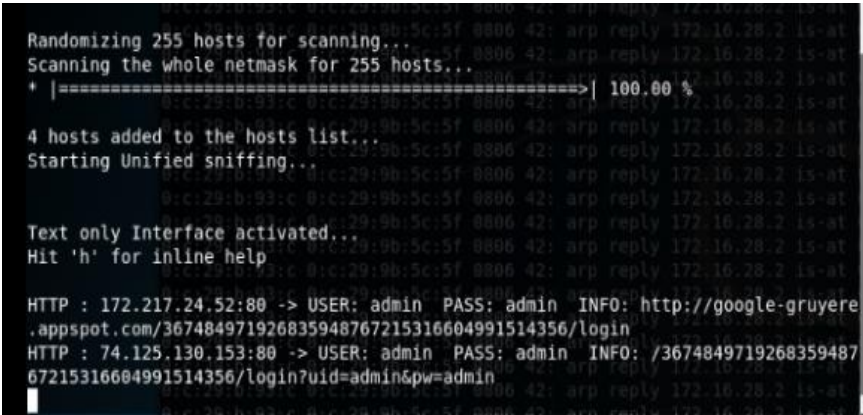 Randomizing 255 hosts for scanning...
Scanning the whole netmask for 255 hosts...
* |==================================================>| 100.00 %
4 hosts added to the hosts list...
Starting Unified sniffing...
Text only Interface activated...
Hit 'h' for inline help
HTTP : 172.217.24.52:80 -> USER: admin  PASS: admin  INFO: http://google-gruyere
.appspot.com/367484971926835948767215316604991514356/login
HTTP : 74.125.130.153:80 -> USER: admin  PASS: admin  INFO: /3674849719268359487
67215316604991514356/login?uid=admin&pw=admin